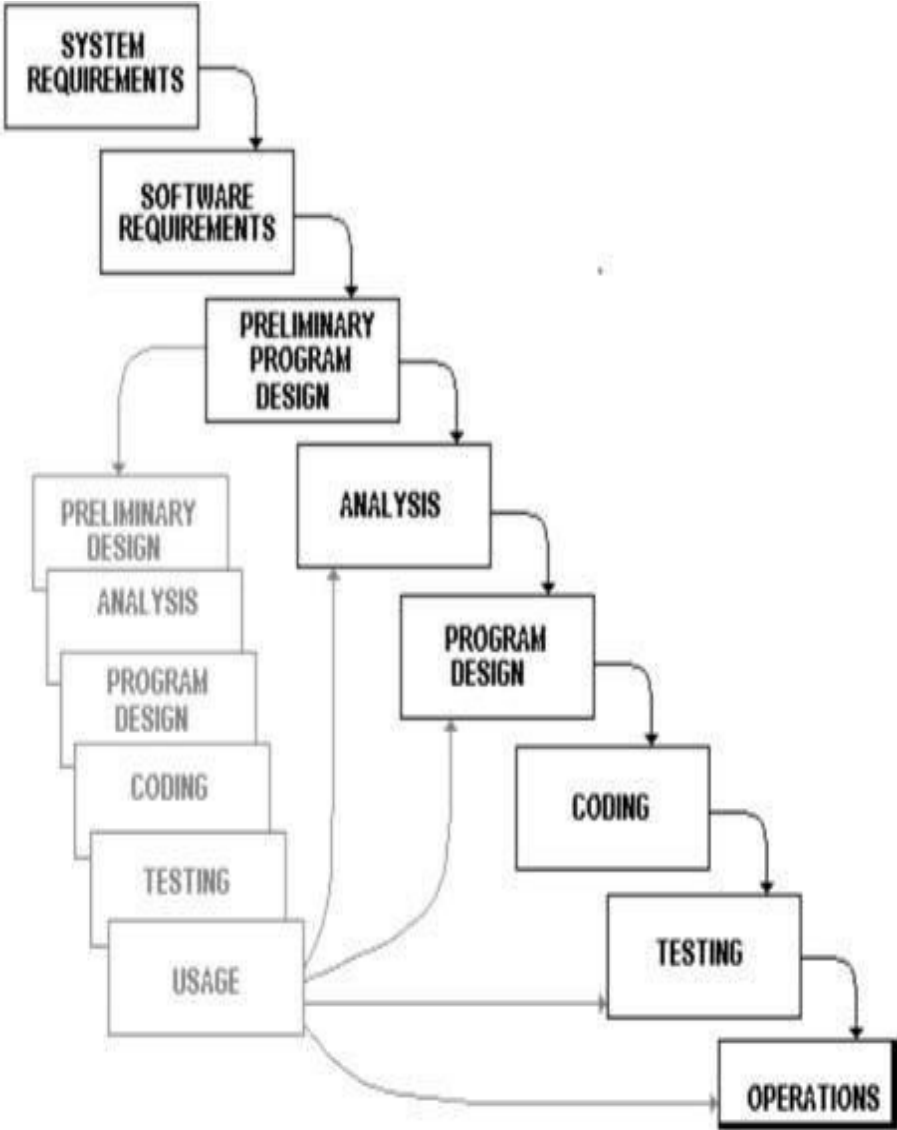 SYSTEM
REQUIREMENTS
SOFTWARE
REQUIREMENTS
PRELIMINARY
PROGRAM
DESIGN
ANALYSIS
PROGRAM
DESIGN
CODING
TESTING
OPERATIONS
PRELIMINARY
DESIGN
ANALYSIS
PROGRAM
DESIGN
CODING
TESTING
USAGE